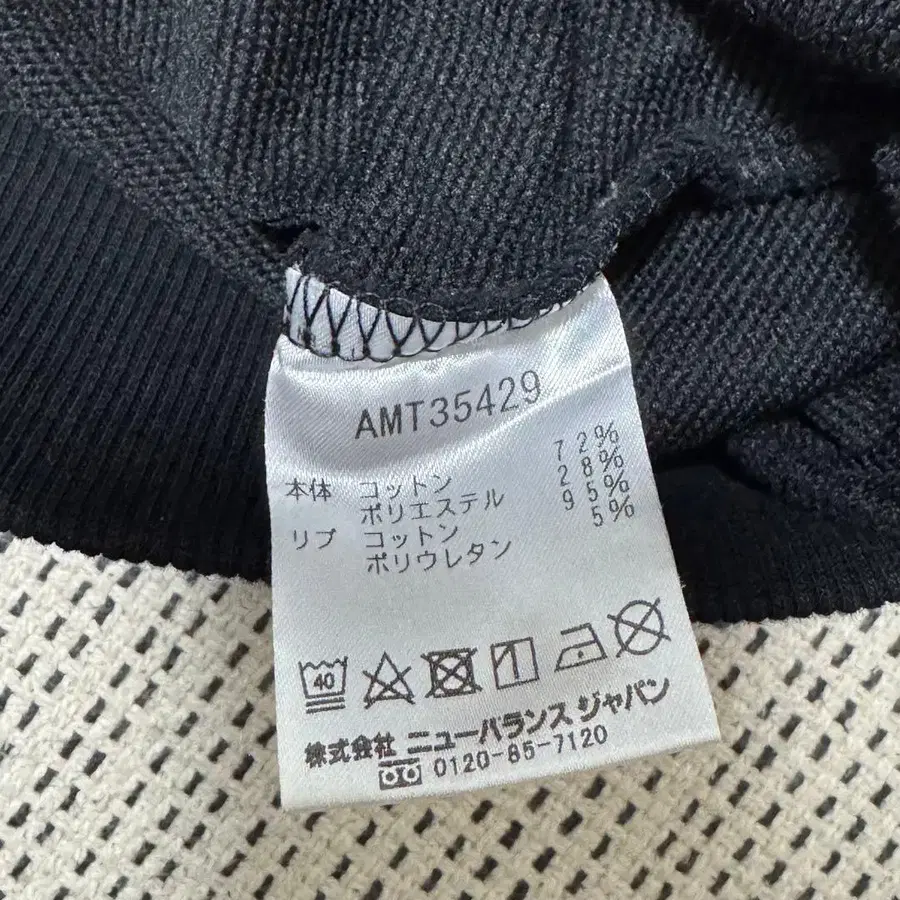 AMT35429
本体 コットン 72%
ポリエステル 28%
リブ コットン 95%
ポリウレタン 5%
40
株式会社 ニューバランス ジャパン
0120-85-7120